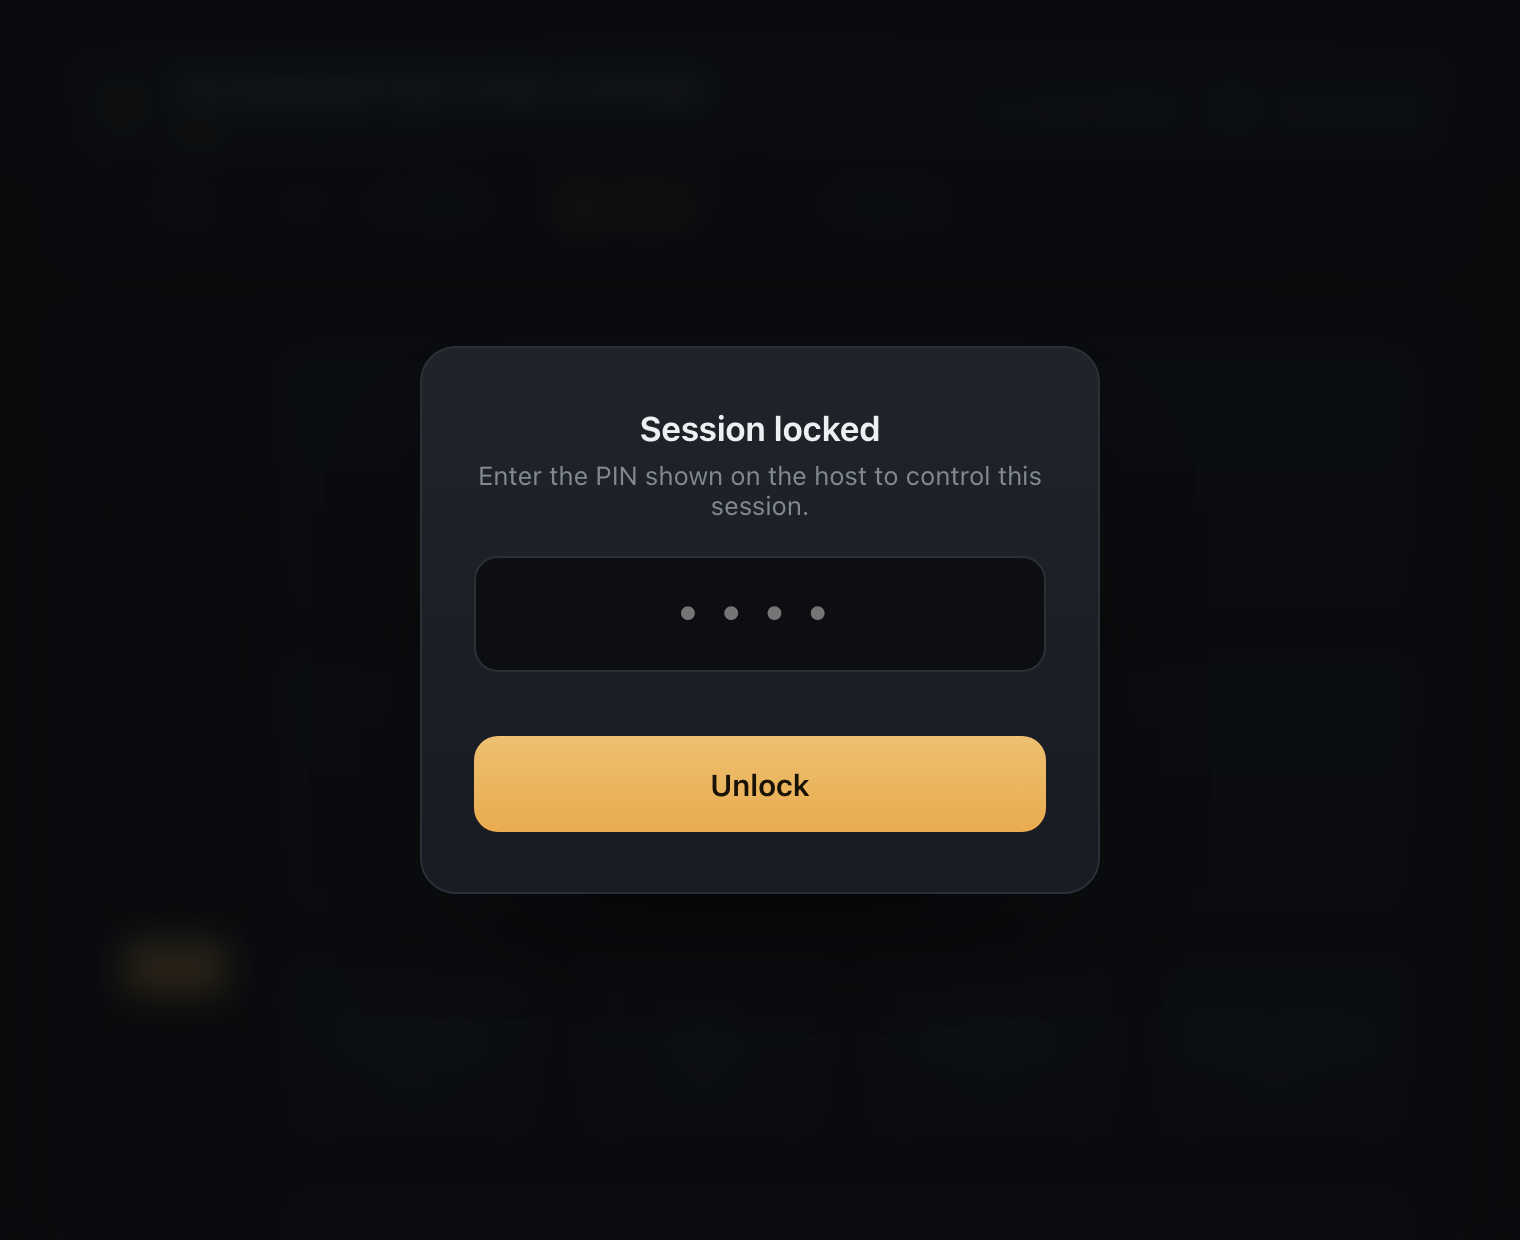 Session locked
Enter the PIN shown on the host to control this
session.
Unlock